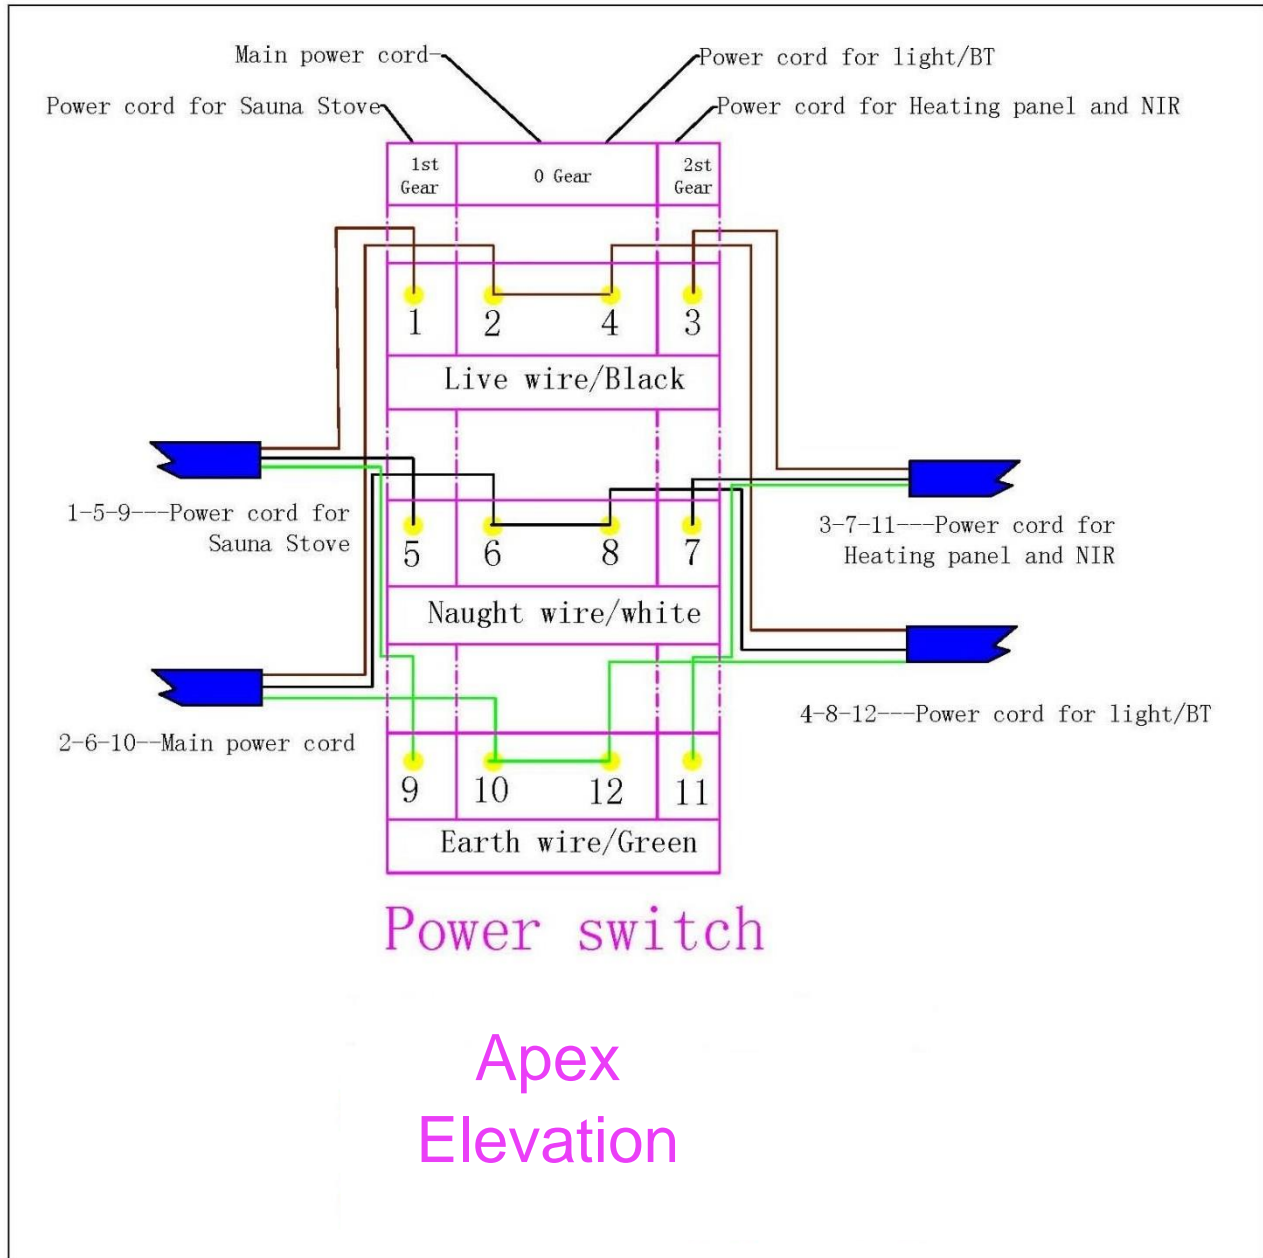 Main power cord
Power cord for light/BT
Power cord for Sauna Stove
Power cord for Heating panel and NIR
1st
Gear
0 Gear
2st
Gear
1 2 4 3
Live wire/Black
1-5-9---Power cord for
Sauna Stove
3-7-11---Power cord for
Heating panel and NIR
5 6 8 7
Naught wire/white
2-6-10--Main power cord
4-8-12---Power cord for light/BT
9 10 12 11
Earth wire/Green
Power switch
Apex
Elevation